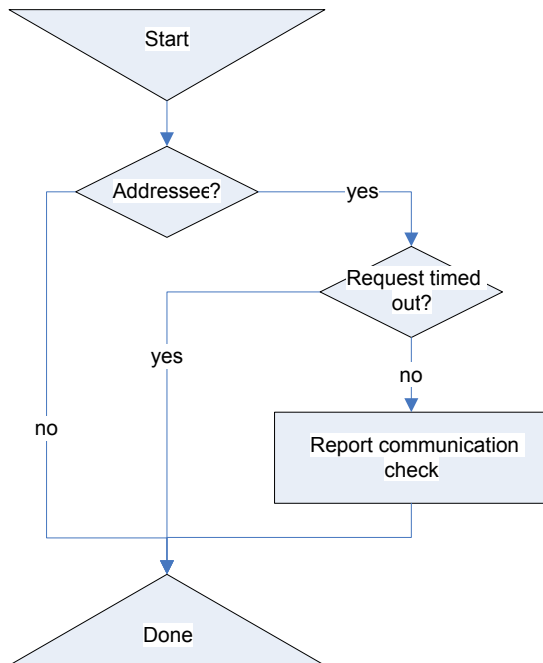 Start
Addressee?
yes
Request timed
out?
yes
no
no
Report communication
check
Done